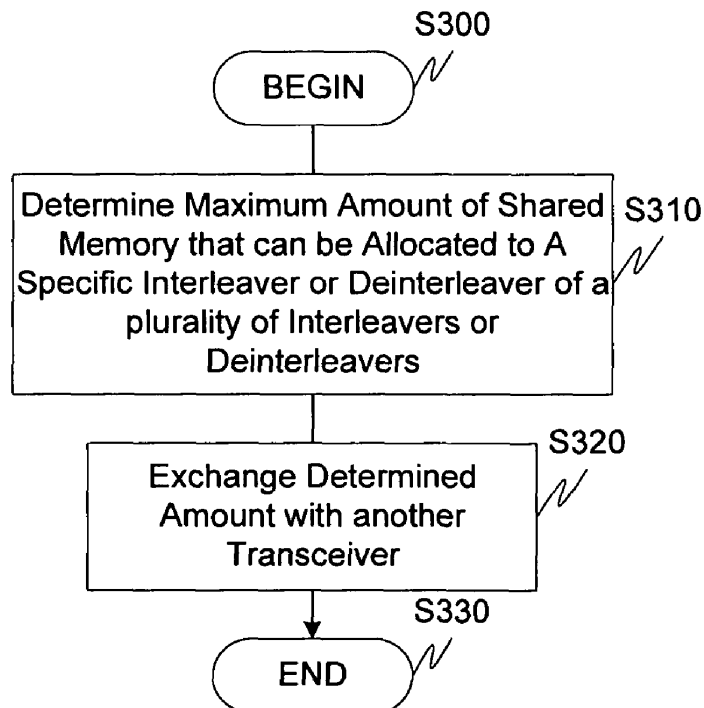 S300
BEGIN
Determine Maximum Amount of Shared
Memory that can be Allocated to A
Specific Interleaver or Deinterleaver of a
plurality of Interleavers or
Deinterleavers
S310
Exchange Determined
Amount with another
Transceiver
S320
S330
END